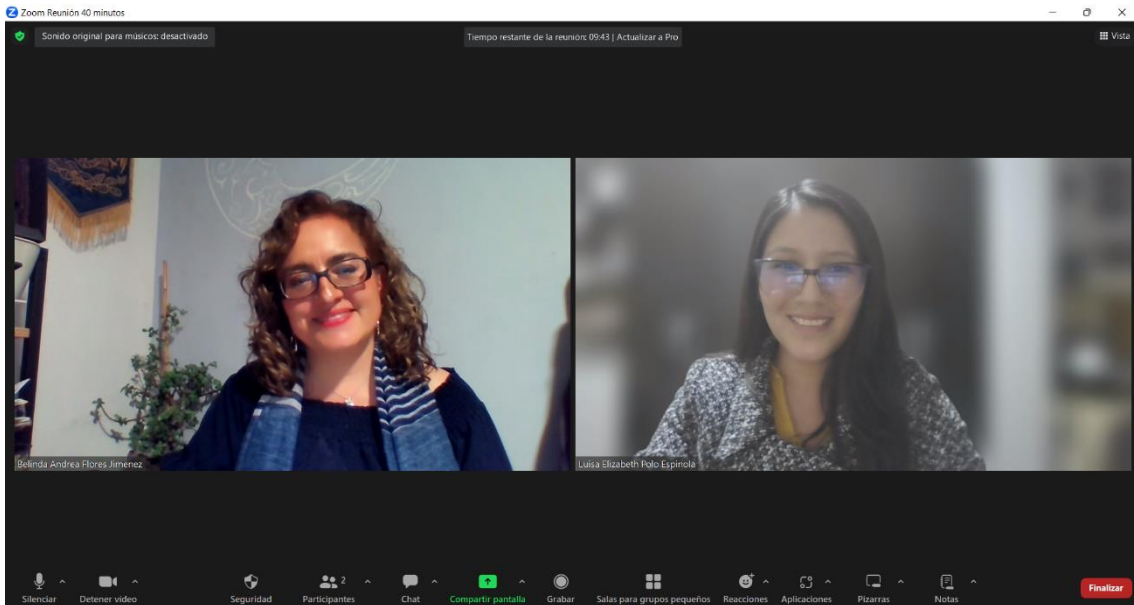 Zoom Reunión 40 minutos
Sonido original para músicos: desactivado
Tiempo restante de la reunión: 09:43 | Actualizar a Pro
Vista
Belinda Andrea Flores Jimenez
Luisa Elizabeth Polo Espinola
Silenciar
Detener video
Seguridad
2
Participantes
Chat
Compartir pantalla
Grabar
Salas para grupos pequeños
Reacciones
Aplicaciones
Pizarras
Notas
Finalizar